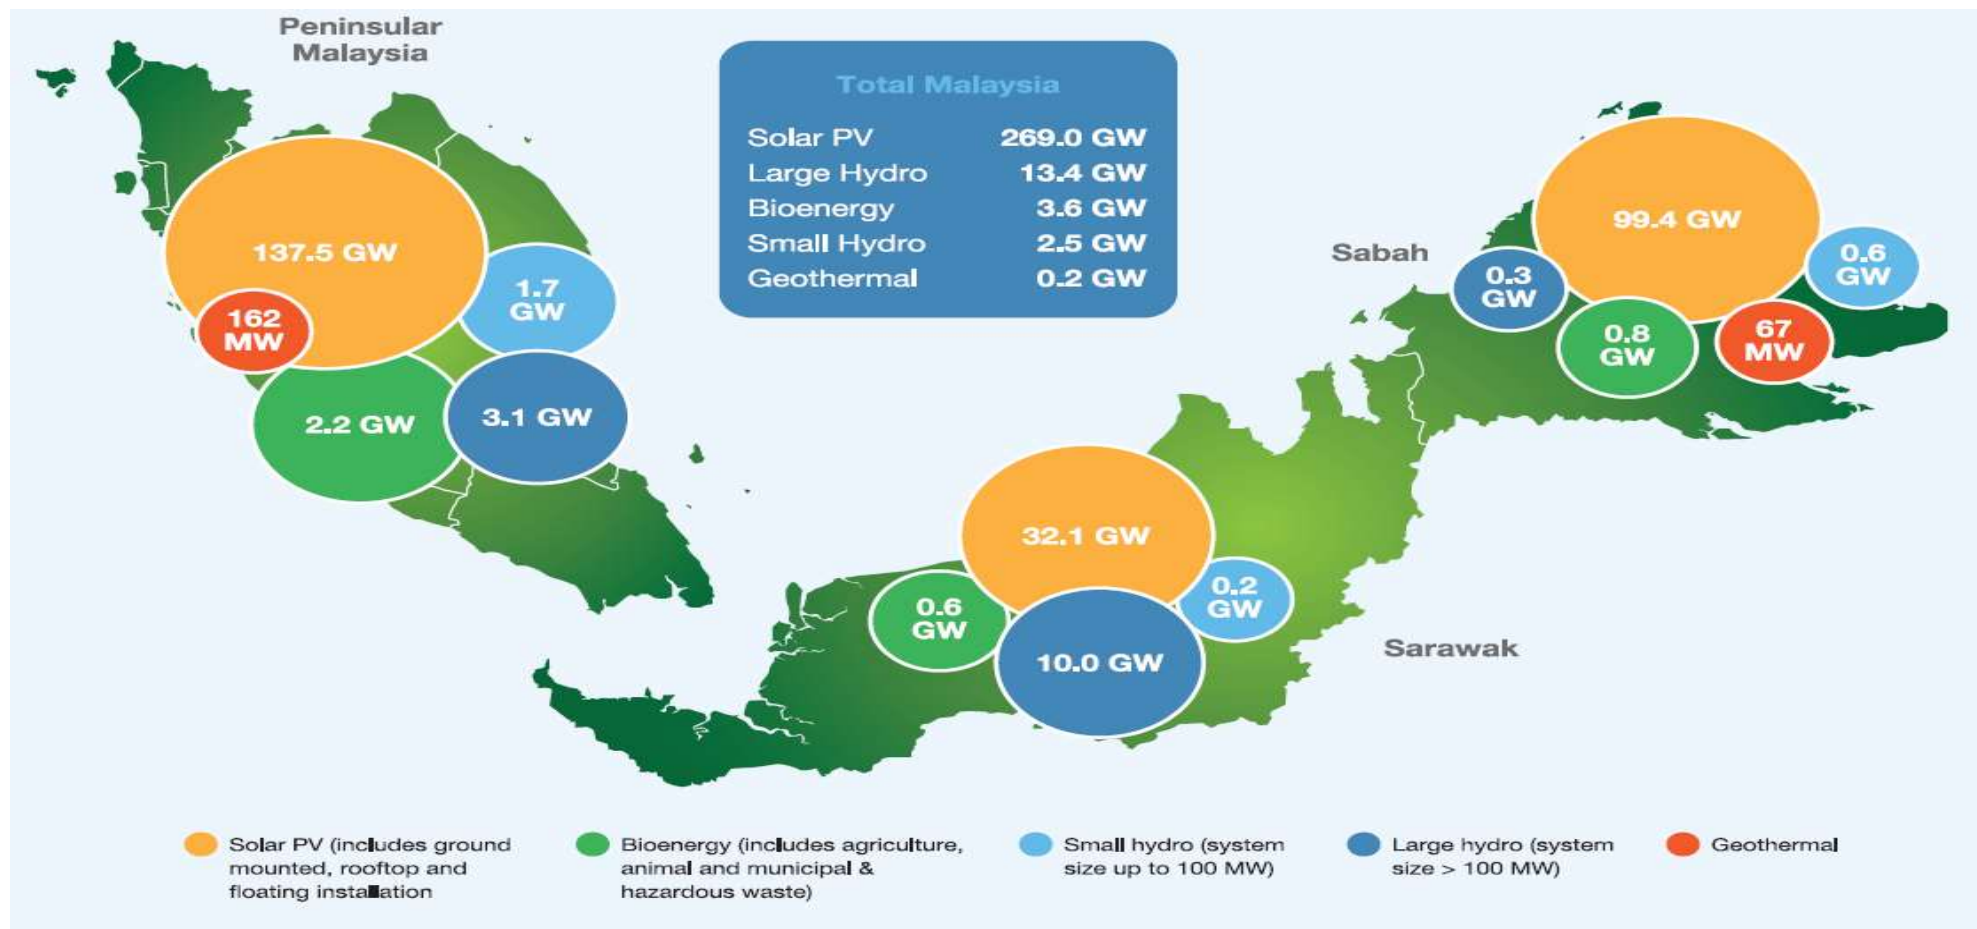 Peninsular
Malaysia
Total Malaysia
Solar PV 269.0 GW
Large Hydro 13.4 GW
Bioenergy 3.6 GW
Small Hydro 2.5 GW
Geothermal 0.2 GW
137.5 GW
1.7
GW
162
MW
2.2 GW
3.1 GW
Sabah
99.4 GW
0.6
GW
0.3
GW
0.8
GW
67
MW
32.1 GW
0.6
GW
0.2
GW
10.0 GW
Sarawak
Solar PV (includes ground
mounted, rooftop and
floating installation
Bioenergy (includes agriculture,
animal and municipal &
hazardous waste)
Small hydro (system
size up to 100 MW)
Large hydro (system
size > 100 MW)
Geothermal